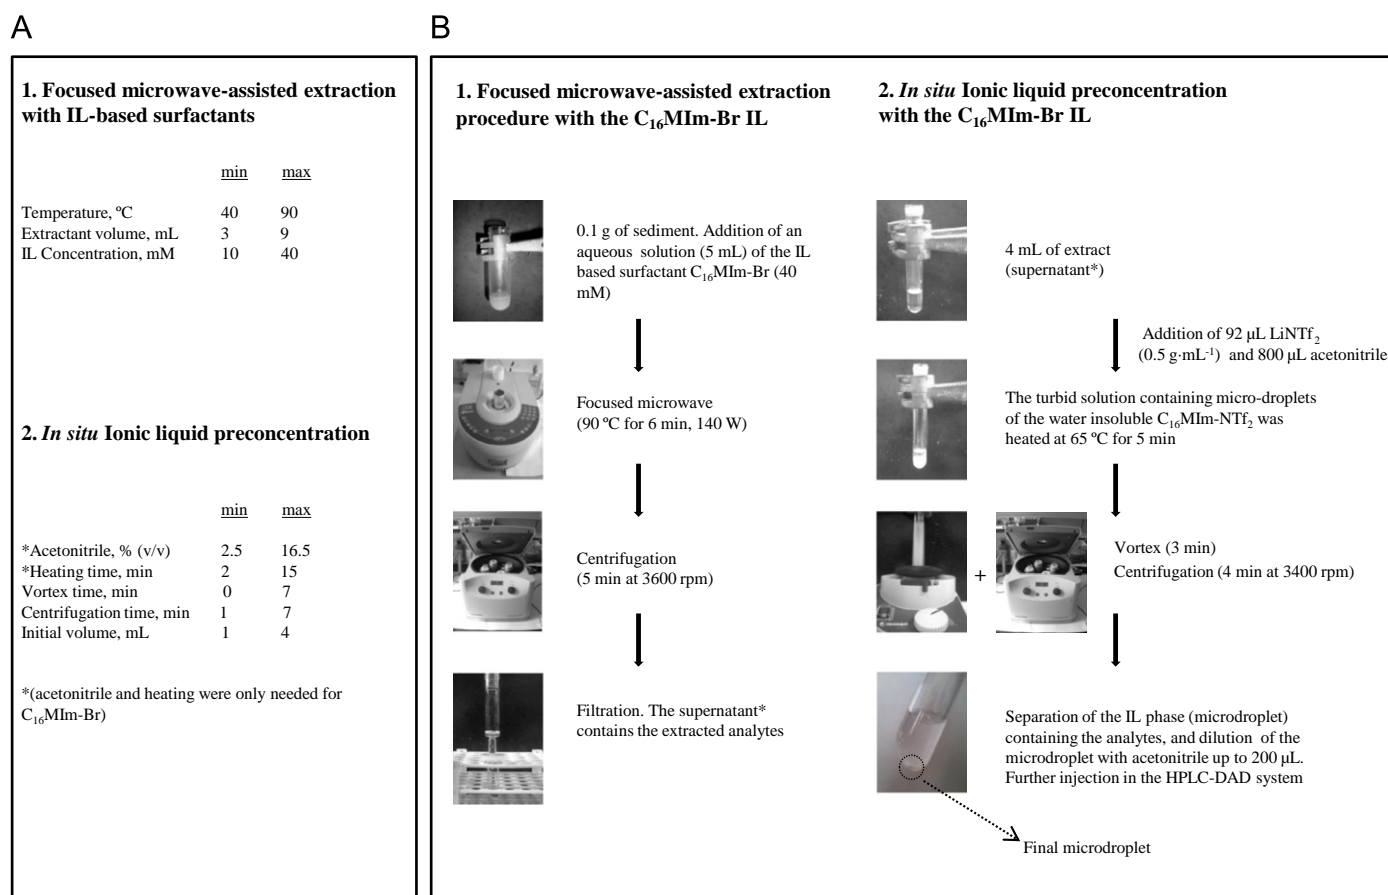 A
1. Focused microwave-assisted extraction
with IL-based surfactants
min max
Temperature, ºC 40 90
Extractant volume, mL 3 9
IL Concentration, mM 10 40
2. In situ Ionic liquid preconcentration
min max
*Acetonitrile, % (v/v) 2.5 16.5
*Heating time, min 2 15
Vortex time, min 0 7
Centrifugation time, min 1 7
Initial volume, mL 1 4
*(acetonitrile and heating were only needed for
C₁₆MIm-Br)
B
1. Focused microwave-assisted extraction
procedure with the C₁₆MIm-Br IL
0.1 g of sediment. Addition of an
aqueous solution (5 mL) of the IL
based surfactant C₁₆MIm-Br (40
mM)
Focused microwave
(90 ºC for 6 min, 140 W)
Centrifugation
(5 min at 3600 rpm)
Filtration. The supernatant*
contains the extracted analytes
2. In situ Ionic liquid preconcentration
with the C₁₆MIm-Br IL
4 mL of extract
(supernatant*)
Addition of 92 μL LiNTf₂
(0.5 g·mL⁻¹) and 800 μL acetonitrile
The turbid solution containing micro-droplets
of the water insoluble C₁₆MIm-NTf₂ was
heated at 65 ºC for 5 min
+
Vortex (3 min)
Centrifugation (4 min at 3400 rpm)
Separation of the IL phase (microdroplet)
containing the analytes, and dilution of the
microdroplet with acetonitrile up to 200 μL.
Further injection in the HPLC-DAD system
Final microdroplet